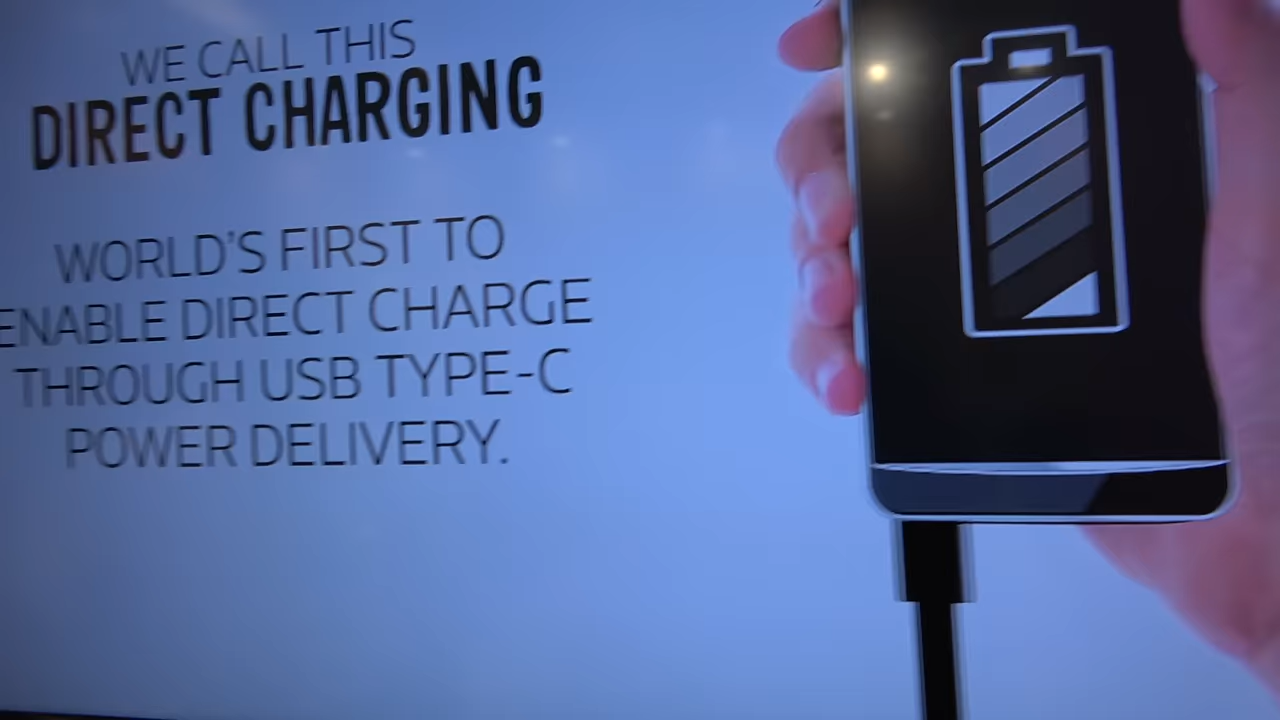 WE CALL THIS
DIRECT CHARGING
WORLD'S FIRST TO
ENABLE DIRECT CHARGE
THROUGH USB TYPE-C
POWER DELIVERY.